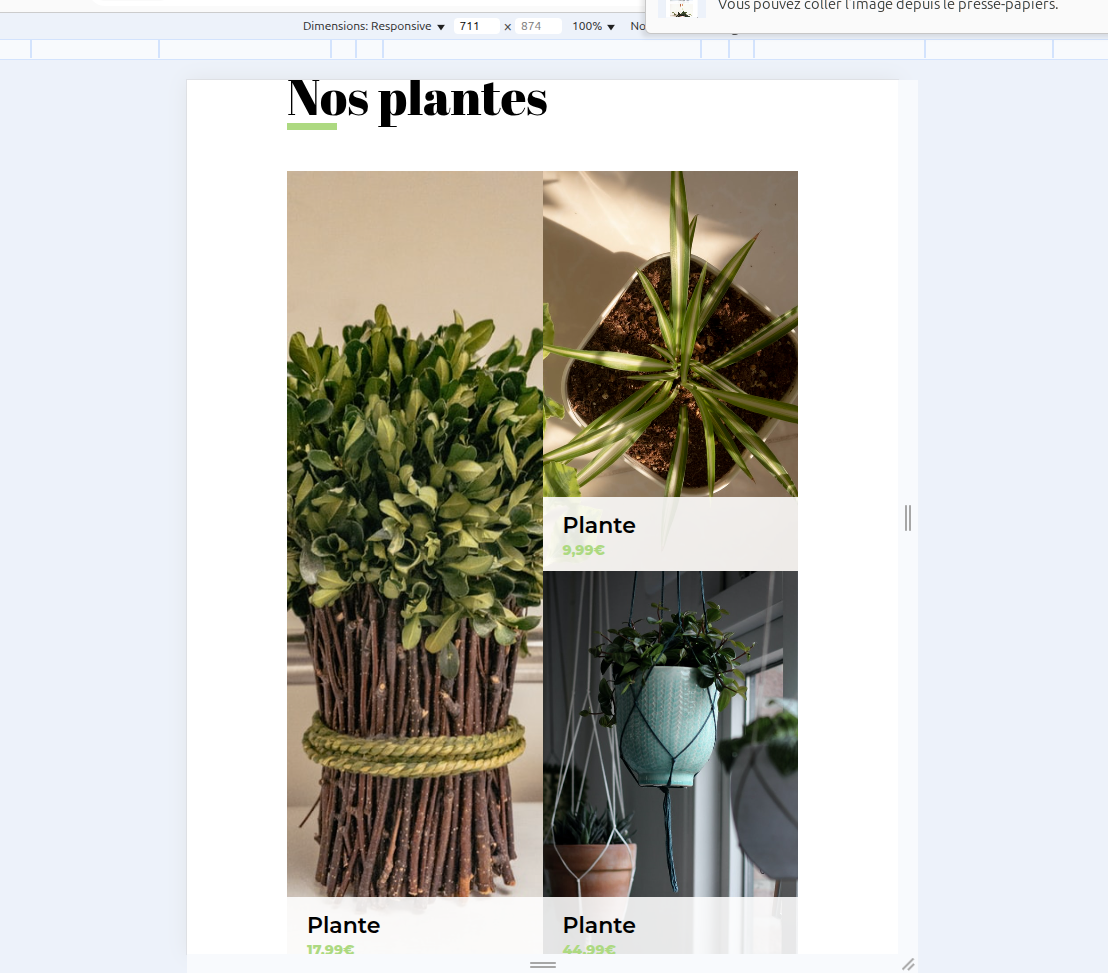 Vous pouvez coller l'image depuis le presse-papiers.
Dimensions: Responsive 711 x 874 100% No
Nos plantes
Plante
9,99€
Plante
17,99€
Plante
44,99€